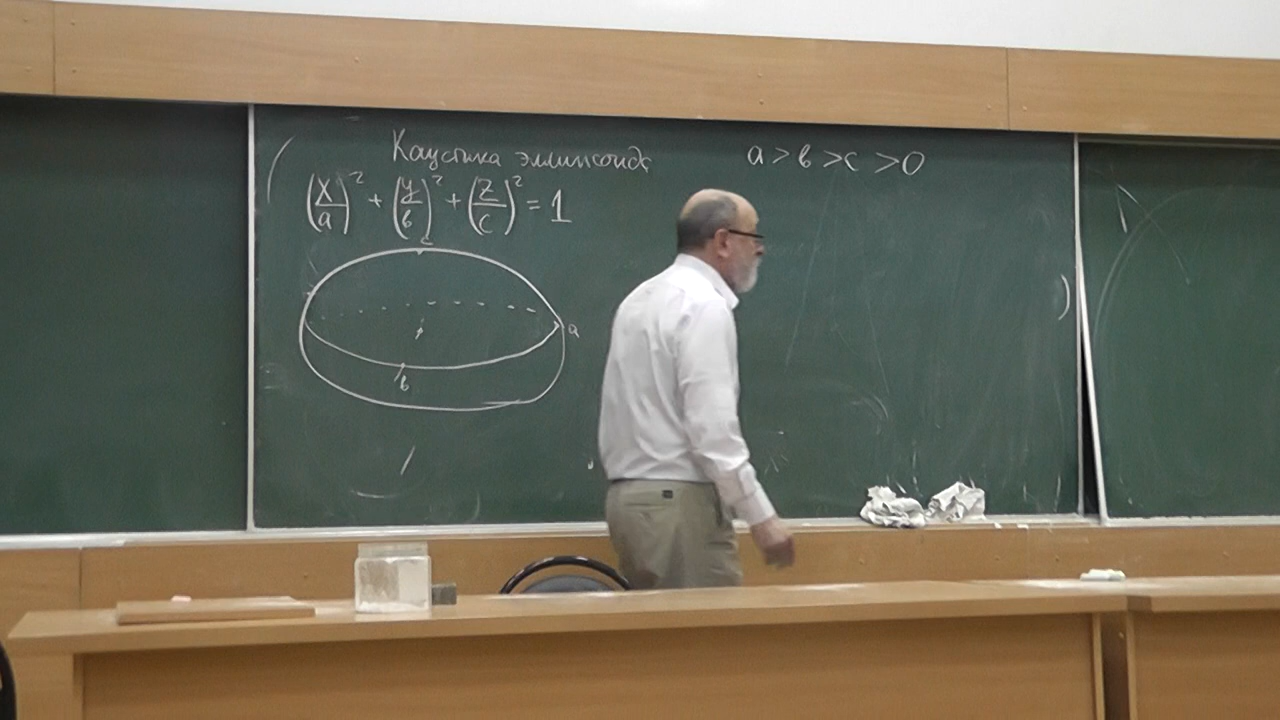 Каустика эллипсоида
a > b > c > 0
(x/a)² + (y/b)² + (z/c)² = 1
c
a
b